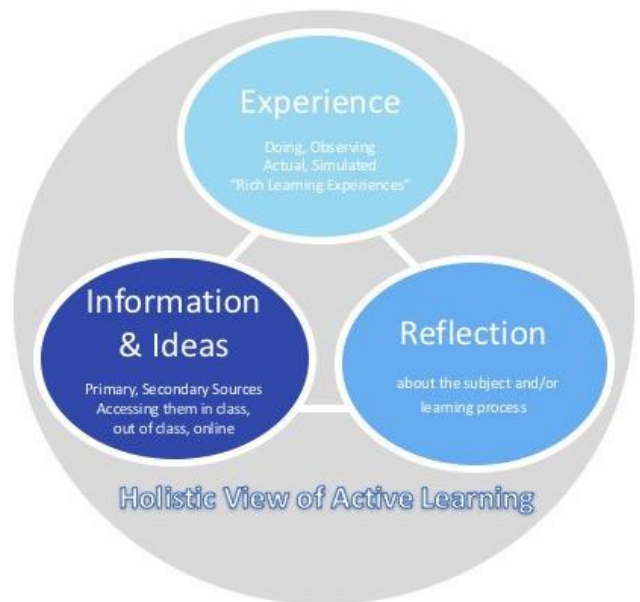 Experience
Doing, Observing
Actual, Simulated
“Rich Learning Experiences”
Information
& Ideas
Primary, Secondary Sources
Accessing them in class,
out of class, online
Reflection
about the subject and/or
learning process
Holistic View of Active Learning